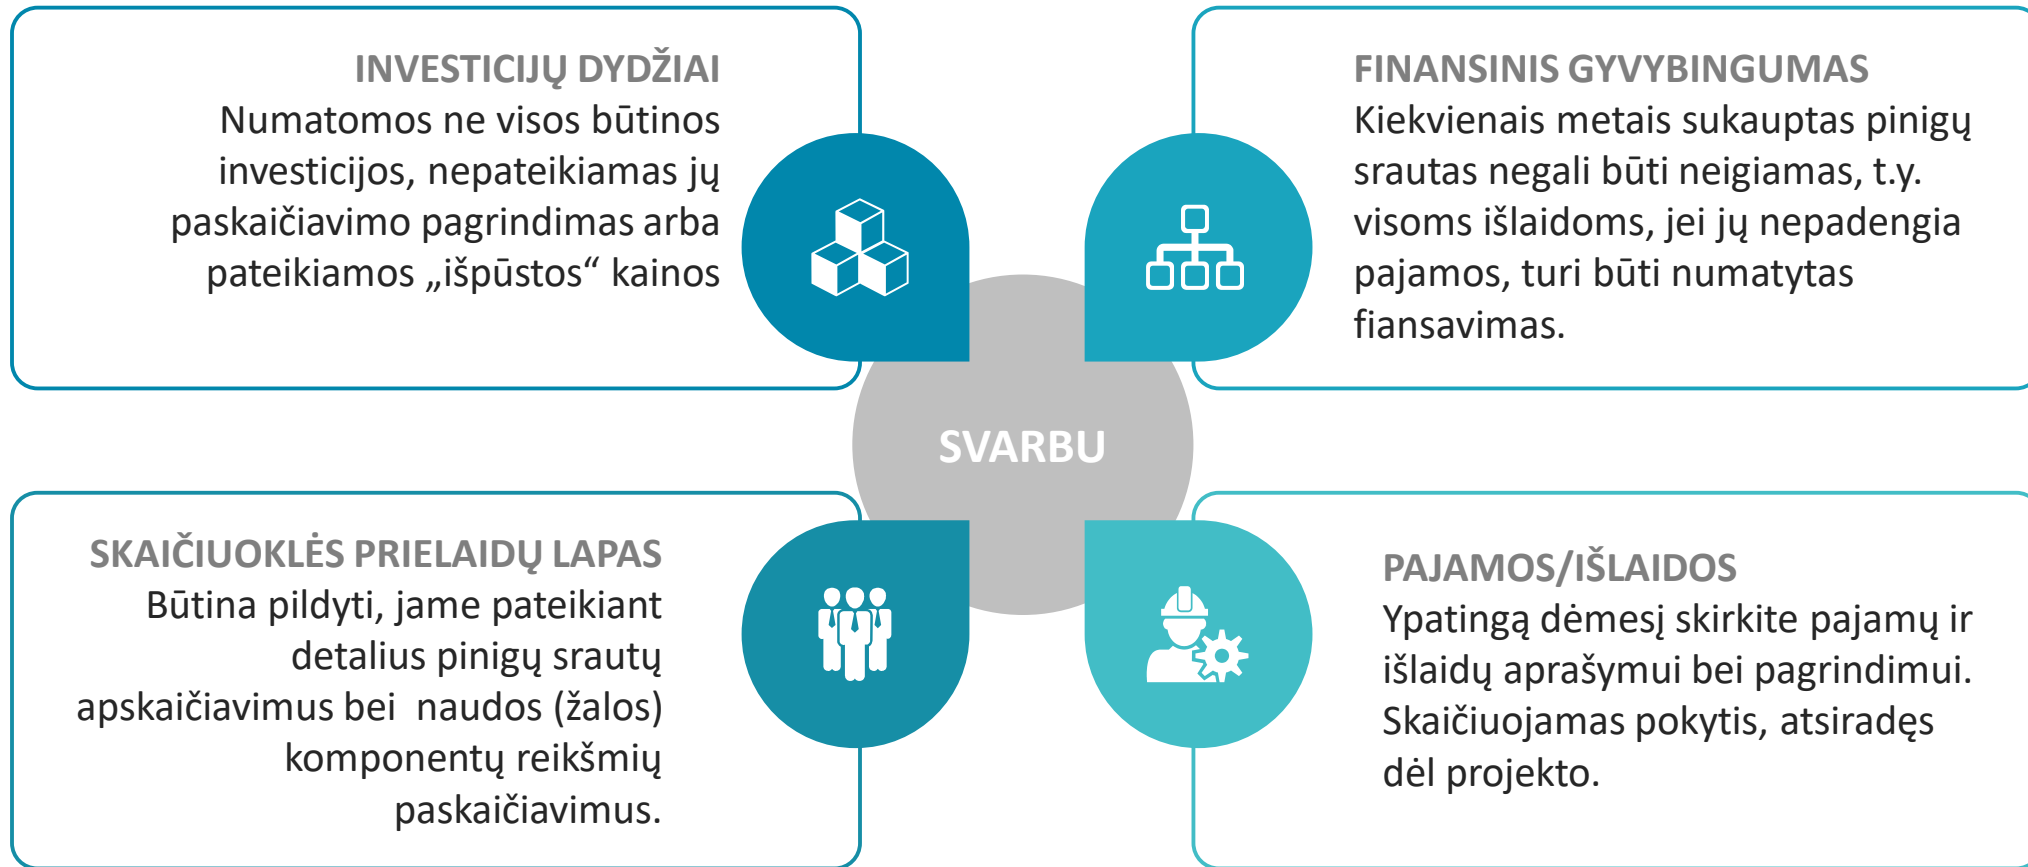 INVESTICIJŲ DYDŽIAI
Numatomos ne visos būtinos
investicijos, nepateikiamas jų
paskaičiavimo pagrindimas arba
pateikiamos „išpūstos“ kainos
FINANSINIS GYVYBINGUMAS
Kiekvienais metais sukauptas pinigų
srautas negali būti neigiamas, t.y.
visoms išlaidoms, jei jų nepadengia
pajamos, turi būti numatytas
fiansavimas.
SVARBU
SKAIČIUOKLĖS PRIELAIDŲ LAPAS
Būtina pildyti, jame pateikiant
detalius pinigų srautų
apskaičiavimus bei  naudos (žalos)
komponentų reikšmių
paskaičiavimus.
PAJAMOS/IŠLAIDOS
Ypatingą dėmesį skirkite pajamų ir
išlaidų aprašymui bei pagrindimui.
Skaičiuojamas pokytis, atsiradęs
dėl projekto.